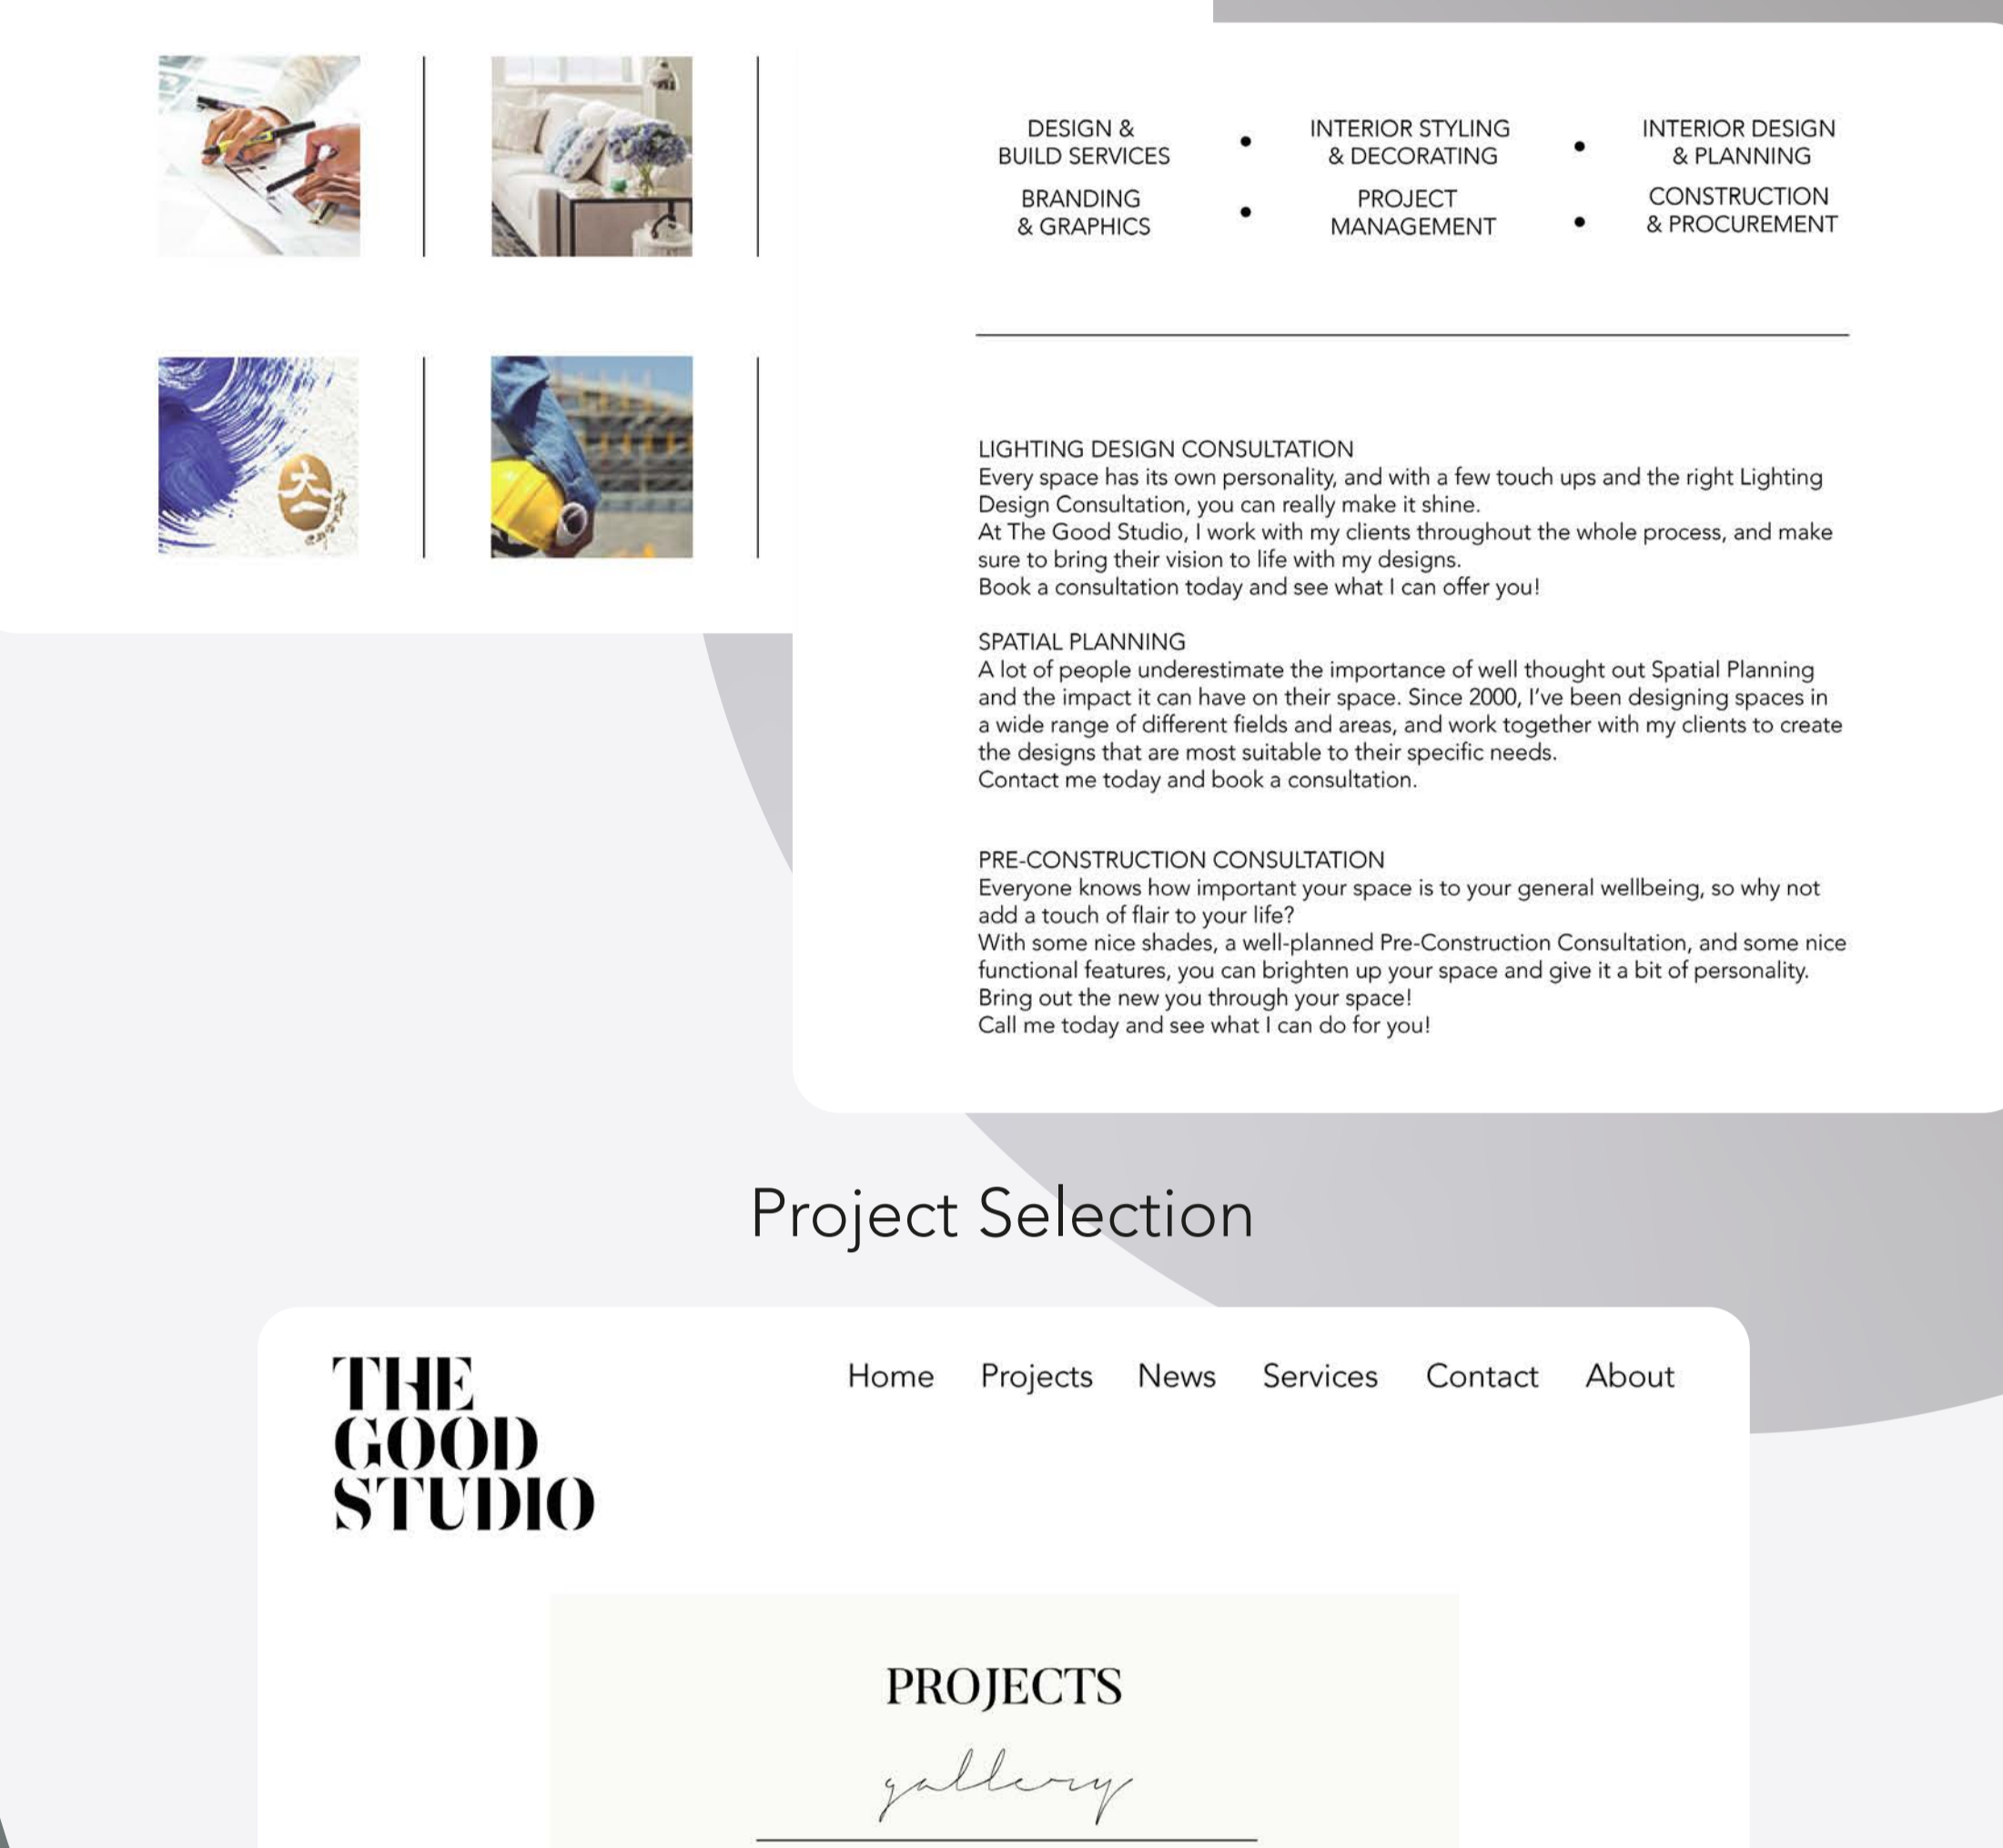 DESIGN &
BUILD SERVICES
INTERIOR STYLING
& DECORATING
INTERIOR DESIGN
& PLANNING
BRANDING
& GRAPHICS
PROJECT
MANAGEMENT
CONSTRUCTION
& PROCUREMENT
LIGHTING DESIGN CONSULTATION
Every space has its own personality, and with a few touch ups and the right Lighting
Design Consultation, you can really make it shine.
At The Good Studio, I work with my clients throughout the whole process, and make
sure to bring their vision to life with my designs.
Book a consultation today and see what I can offer you!
SPATIAL PLANNING
A lot of people underestimate the importance of well thought out Spatial Planning
and the impact it can have on their space. Since 2000, I've been designing spaces in
a wide range of different fields and areas, and work together with my clients to create
the designs that are most suitable to their specific needs.
Contact me today and book a consultation.
PRE-CONSTRUCTION CONSULTATION
Everyone knows how important your space is to your general wellbeing, so why not
add a touch of flair to your life?
With some nice shades, a well-planned Pre-Construction Consultation, and some nice
functional features, you can brighten up your space and give it a bit of personality.
Bring out the new you through your space!
Call me today and see what I can do for you!
Project Selection
THE
GOOD
STUDIO
Home Projects News Services Contact About
PROJECTS
gallery